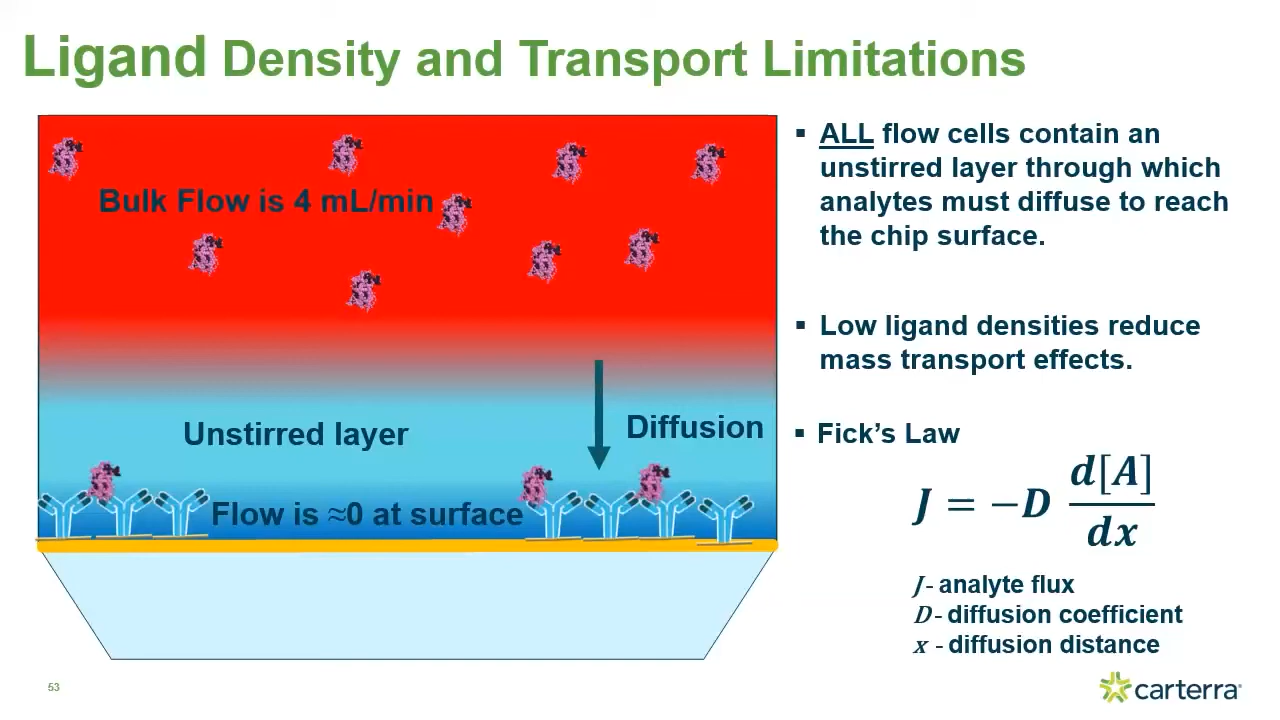 Ligand Density and Transport Limitations
Bulk Flow is 4 mL/min
Unstirred layer
Diffusion
Flow is ≈0 at surface
▪ ALL flow cells contain an
unstirred layer through which
analytes must diffuse to reach
the chip surface.
▪ Low ligand densities reduce
mass transport effects.
▪ Fick's Law
J = −D d[A]/dx
J- analyte flux
D- diffusion coefficient
x - diffusion distance
53
carterra